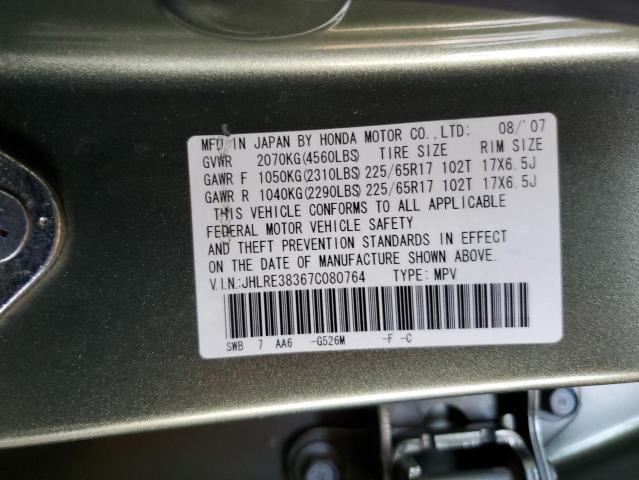 MFD. IN JAPAN BY HONDA MOTOR CO.,LTD: 08/'07
GVWR 2070KG(4560LBS) TIRE SIZE RIM SIZE
GAWR F 1050KG(2310LBS) 225/65R17 102T 17X6.5J
GAWR R 1040KG(2290LBS) 225/65R17 102T 17X6.5J
THIS VEHICLE CONFORMS TO ALL APPLICABLE
FEDERAL MOTOR VEHICLE SAFETY
AND THEFT PREVENTION STANDARDS IN EFFECT
ON THE DATE OF MANUFACTURE SHOWN ABOVE.
V.I.N:JHLRE38367C080764 TYPE: MPV
SWB 7 AA6 -G526M -F -C